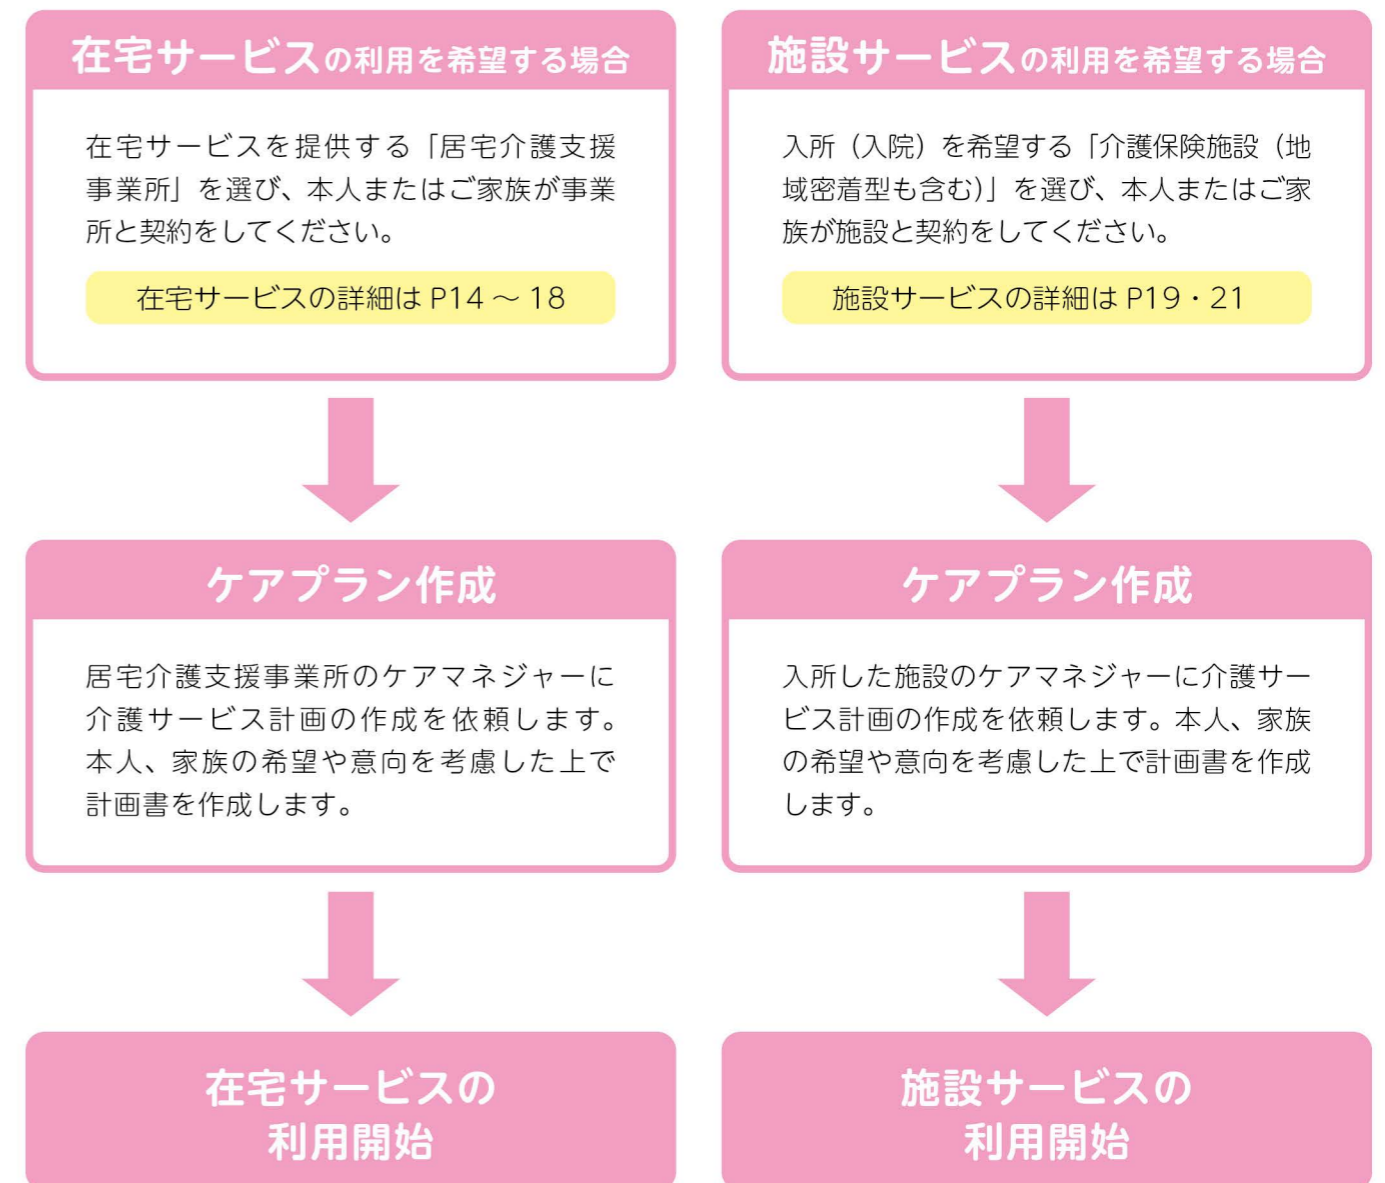 在宅サービスの利用を希望する場合
在宅サービスを提供する「居宅介護支援
事業所」を選び、本人またはご家族が事業
所と契約をしてください。
在宅サービスの詳細は P14 ～ 18
ケアプラン作成
居宅介護支援事業所のケアマネジャーに
介護サービス計画の作成を依頼します。
本人、家族の希望や意向を考慮した上で
計画書を作成します。
在宅サービスの
利用開始
施設サービスの利用を希望する場合
入所（入院）を希望する「介護保険施設（地
域密着型も含む）」を選び、本人またはご家
族が施設と契約をしてください。
施設サービスの詳細は P19・21
ケアプラン作成
入所した施設のケアマネジャーに介護サー
ビス計画の作成を依頼します。本人、家族
の希望や意向を考慮した上で計画書を作成
します。
施設サービスの
利用開始